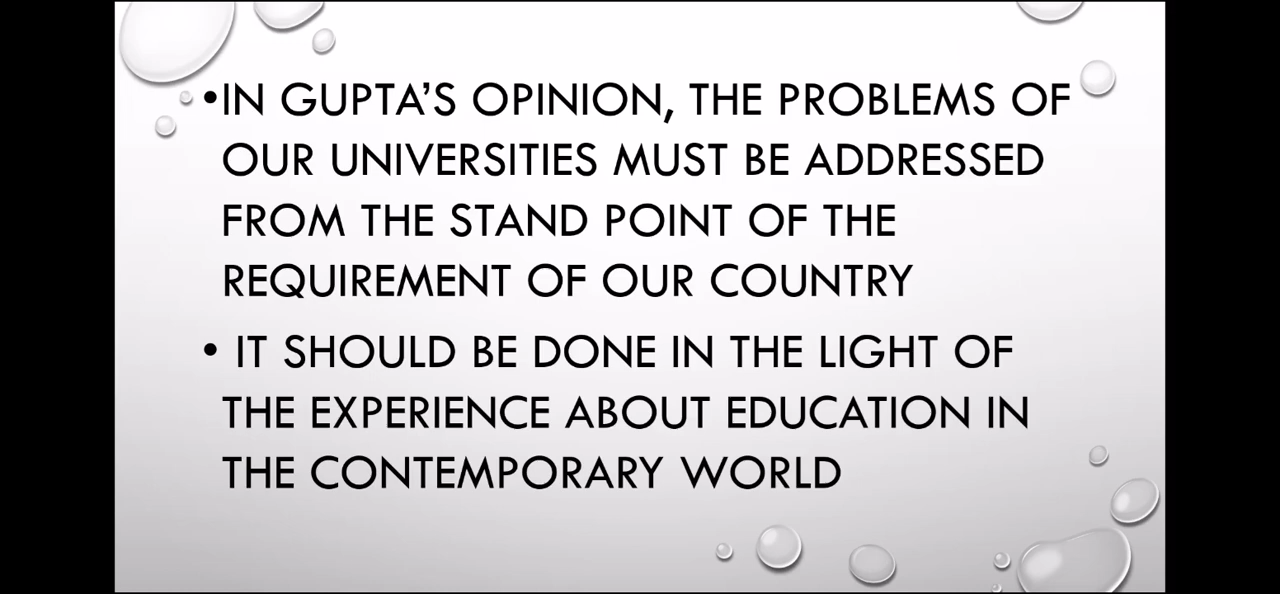 •IN GUPTA'S OPINION, THE PROBLEMS OF
OUR UNIVERSITIES MUST BE ADDRESSED
FROM THE STAND POINT OF THE
REQUIREMENT OF OUR COUNTRY
• IT SHOULD BE DONE IN THE LIGHT OF
THE EXPERIENCE ABOUT EDUCATION IN
THE CONTEMPORARY WORLD